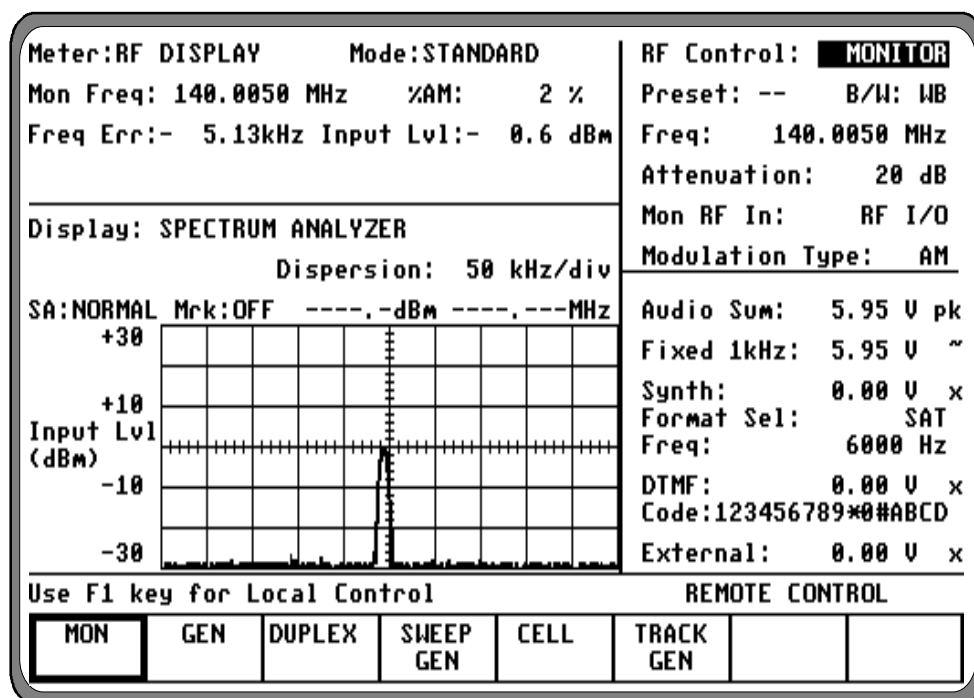 Meter:RF DISPLAY Mode:STANDARD
Mon Freq: 140.0050 MHz %AM: 2 %
Freq Err:- 5.13kHz Input Lvl:- 0.6 dBm
Display: SPECTRUM ANALYZER
Dispersion: 50 kHz/div
SA:NORMAL Mrk:OFF ----.-dBm ----.---MHz
+30
+10
Input Lvl
(dBm)
-10
-30
RF Control: MONITOR
Preset: -- B/W: WB
Freq: 140.0050 MHz
Attenuation: 20 dB
Mon RF In: RF I/O
Modulation Type: AM
Audio Sum: 5.95 V pk
Fixed 1kHz: 5.95 V ~
Synth: 0.00 V x
Format Sel: SAT
Freq: 6000 Hz
DTMF: 0.00 V x
Code:123456789*0#ABCD
External: 0.00 V x
Use F1 key for Local Control REMOTE CONTROL
MON GEN DUPLEX SWEEP GEN CELL TRACK GEN